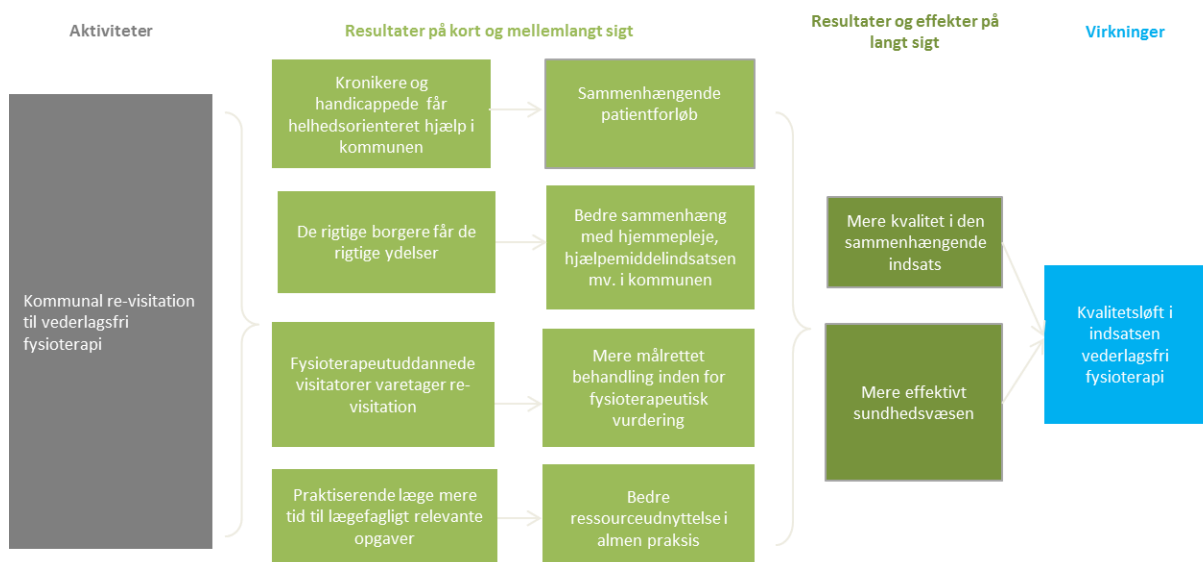 Aktiviteter
Resultater på kort og mellemlangt sigt
Resultater og effekter på
langt sigt
Virkninger
Kommunal re-visitation
til vederlagsfri
fysioterapi
Kronikere og
handicappede får
helhedsorienteret hjælp i
kommunen
Sammenhængende
patientforløb
De rigtige borgere får de
rigtige ydelser
Bedre sammenhæng
med hjemmepleje,
hjælpemiddelindsatsen
mv. i kommunen
Fysioterapeutuddannede
visitatorer varetager re-
visitation
Mere målrettet
behandling inden for
fysioterapeutisk
vurdering
Praktiserende læge mere
tid til lægefagligt relevante
opgaver
Bedre
ressourceudnyttelse i
almen praksis
Mere kvalitet i den
sammenhængende
indsats
Mere effektivt
sundhedsvæsen
Kvalitetsløft i
indsatsen
vederlagsfri
fysioterapi